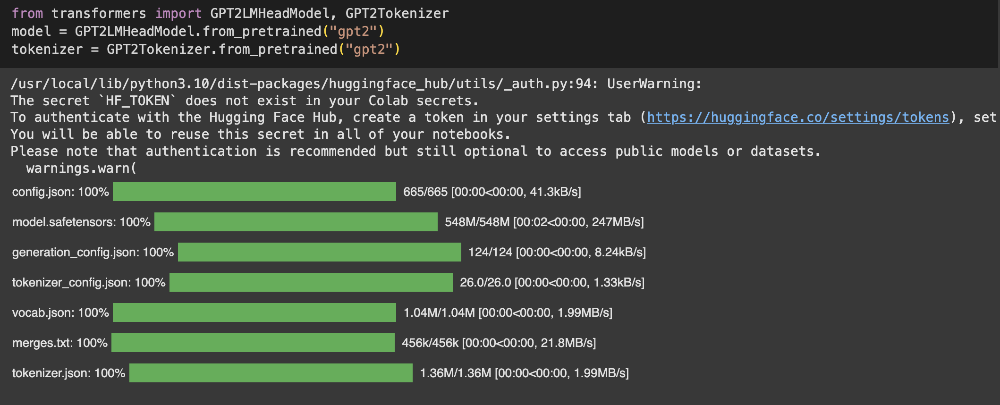 from transformers import GPT2LMHeadModel, GPT2Tokenizer
model = GPT2LMHeadModel.from_pretrained("gpt2")
tokenizer = GPT2Tokenizer.from_pretrained("gpt2")
/usr/local/lib/python3.10/dist-packages/huggingface_hub/utils/_auth.py:94: UserWarning:
The secret `HF_TOKEN` does not exist in your Colab secrets.
To authenticate with the Hugging Face Hub, create a token in your settings tab (https://huggingface.co/settings/tokens), set
You will be able to reuse this secret in all of your notebooks.
Please note that authentication is recommended but still optional to access public models or datasets.
  warnings.warn(
config.json: 100% 665/665 [00:00<00:00, 41.3kB/s]
model.safetensors: 100% 548M/548M [00:02<00:00, 247MB/s]
generation_config.json: 100% 124/124 [00:00<00:00, 8.24kB/s]
tokenizer_config.json: 100% 26.0/26.0 [00:00<00:00, 1.33kB/s]
vocab.json: 100% 1.04M/1.04M [00:00<00:00, 1.99MB/s]
merges.txt: 100% 456k/456k [00:00<00:00, 21.8MB/s]
tokenizer.json: 100% 1.36M/1.36M [00:00<00:00, 1.99MB/s]